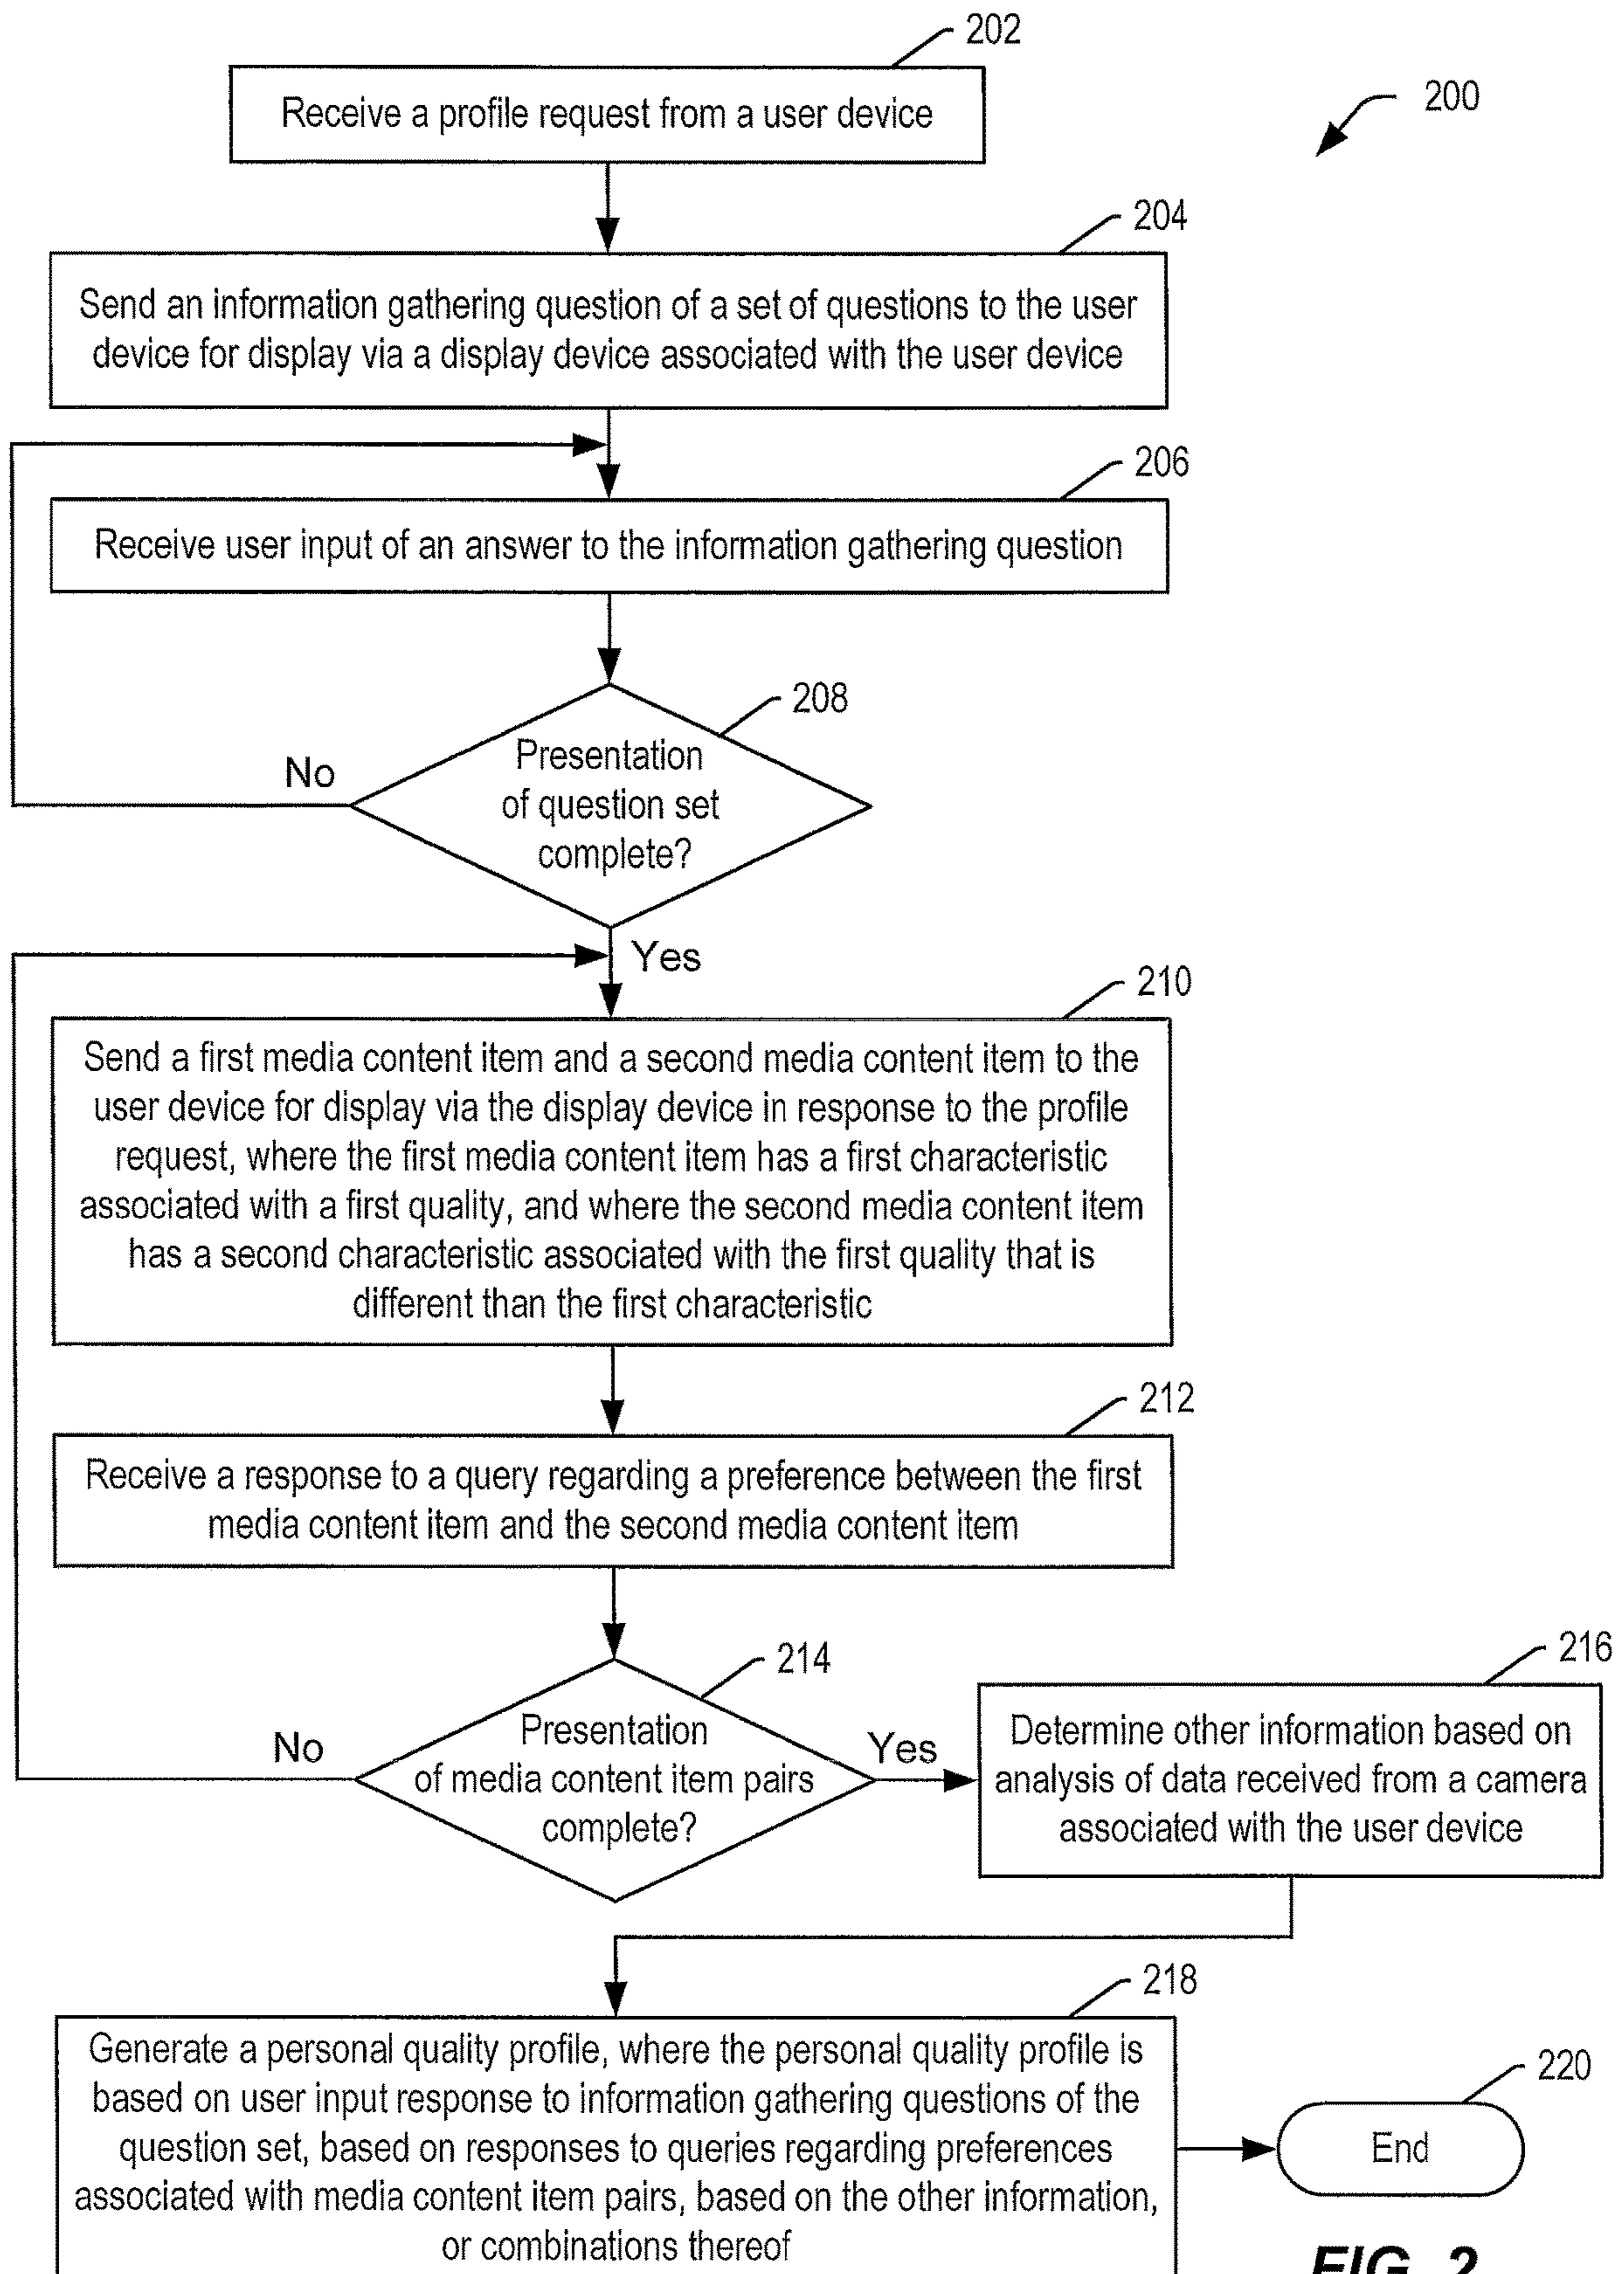 202
200
Receive a profile request from a user device
204
Send an information gathering question of a set of questions to the user
device for display via a display device associated with the user device
206
Receive user input of an answer to the information gathering question
208
Presentation
of question set
complete?
No
Yes
210
Send a first media content item and a second media content item to the
user device for display via the display device in response to the profile
request, where the first media content item has a first characteristic
associated with a first quality, and where the second media content item
has a second characteristic associated with the first quality that is
different than the first characteristic
212
Receive a response to a query regarding a preference between the first
media content item and the second media content item
214
Presentation
of media content item pairs
complete?
No
Yes
216
Determine other information based on
analysis of data received from a camera
associated with the user device
218
Generate a personal quality profile, where the personal quality profile is
based on user input response to information gathering questions of the
question set, based on responses to queries regarding preferences
associated with media content item pairs, based on the other information,
or combinations thereof
220
End
FIG. 2